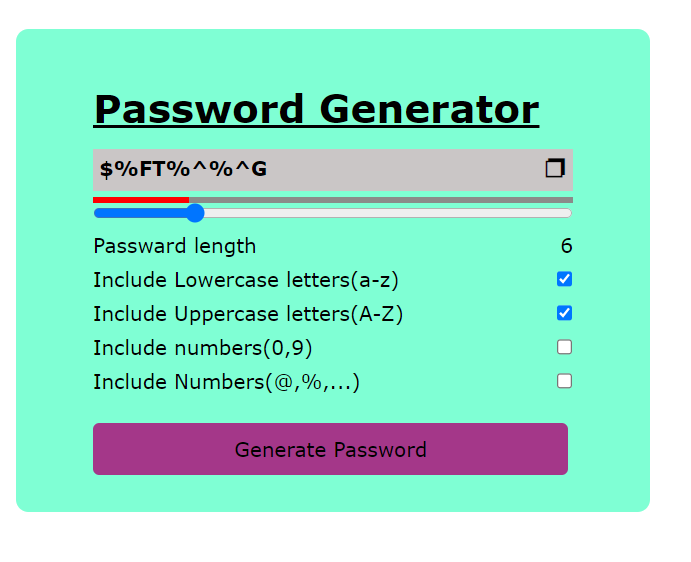 Password Generator
$%FT%^%^G
Passward length 6
Include Lowercase letters(a-z)
Include Uppercase letters(A-Z)
Include numbers(0,9)
Include Numbers(@,%,...)
Generate Password